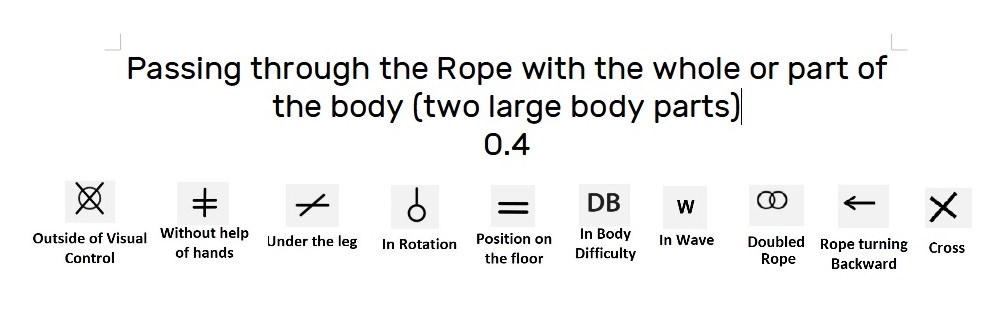 Passing through the Rope with the whole or part of
the body (two large body parts)
0.4
DB
W
Outside of Visual
Control
Without help
of hands
Under the leg
In Rotation
Position on
the floor
In Body
Difficulty
In Wave
Doubled
Rope
Rope turning
Backward
Cross